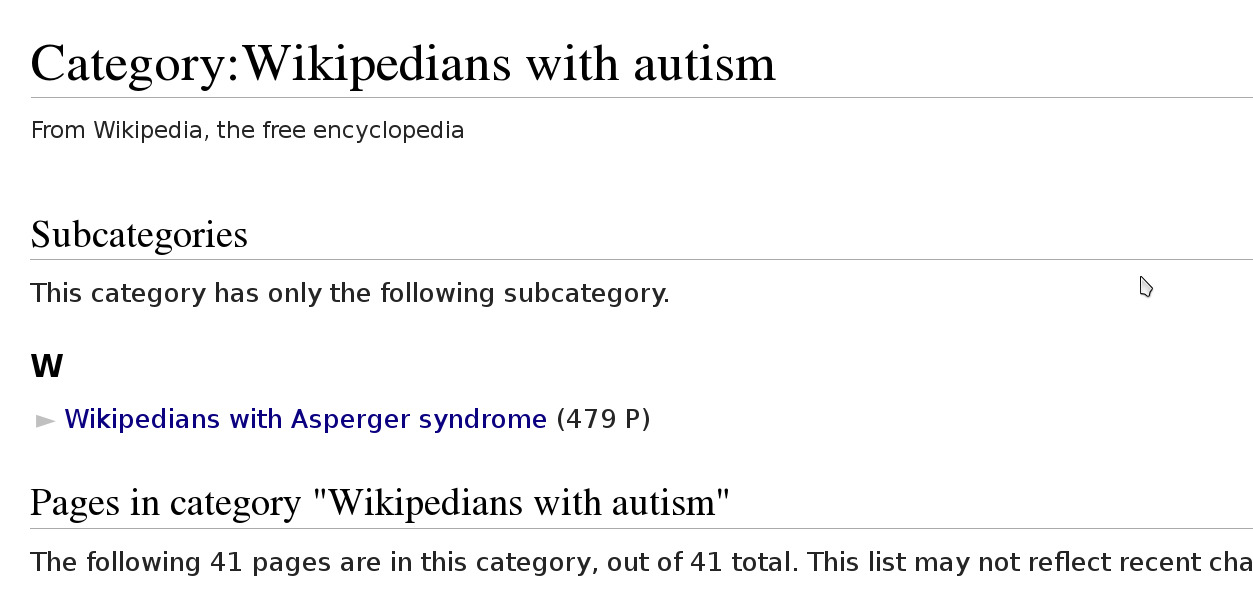 Category:Wikipedians with autism
From Wikipedia, the free encyclopedia
Subcategories
This category has only the following subcategory.
W
► Wikipedians with Asperger syndrome (479 P)
Pages in category "Wikipedians with autism"
The following 41 pages are in this category, out of 41 total. This list may not reflect recent cha